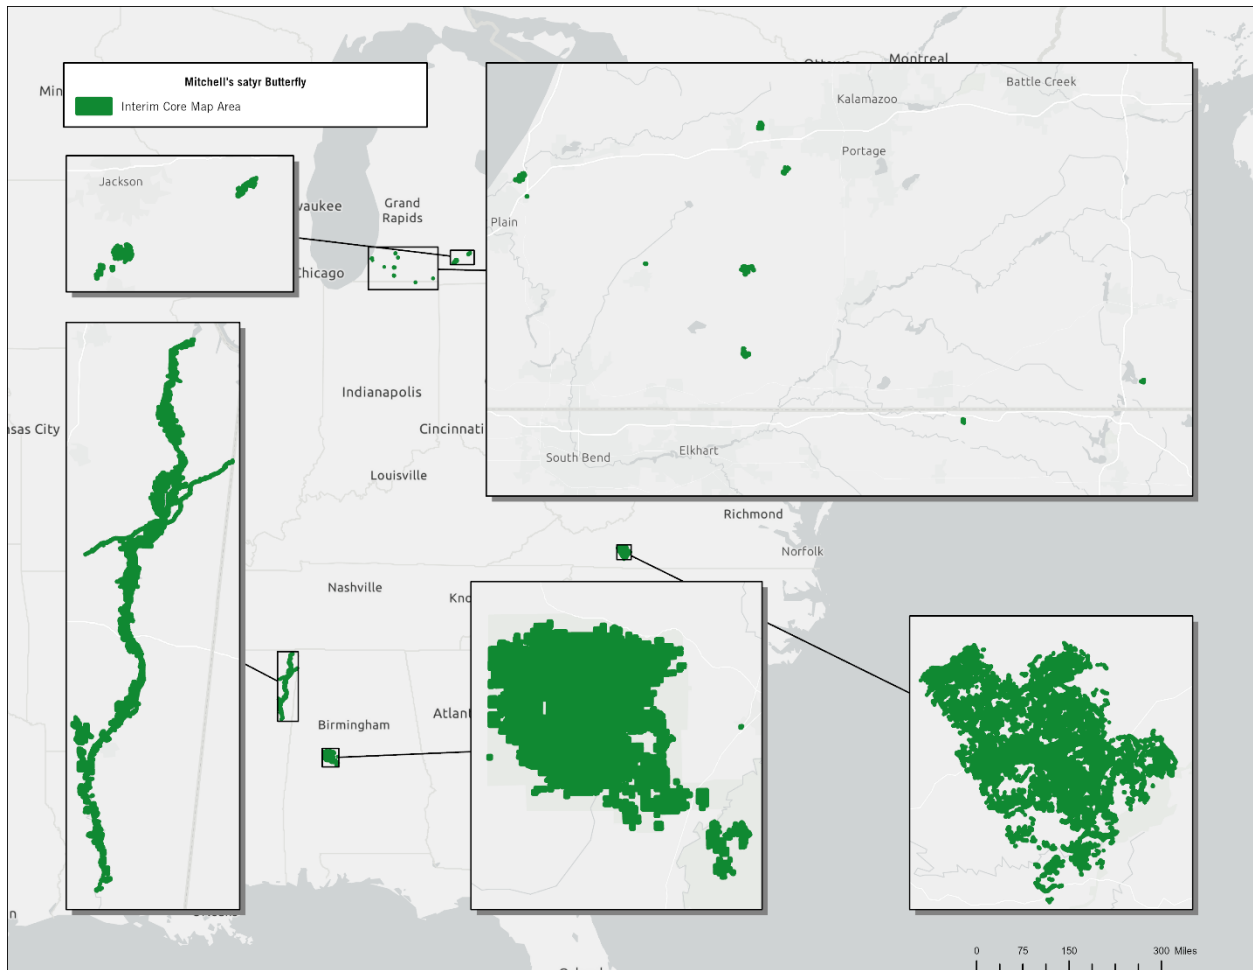 Montreal
Mitchell's satyr Butterfly
Interim Core Map Area
Battle Creek
Kalamazoo
Portage
Plain
South Bend
Elkhart
Jackson
Grand
Rapids
Chicago
Indianapolis
Cincinnati
Louisville
Richmond
Norfolk
Nashville
Birmingham
0 75 150 300 Miles